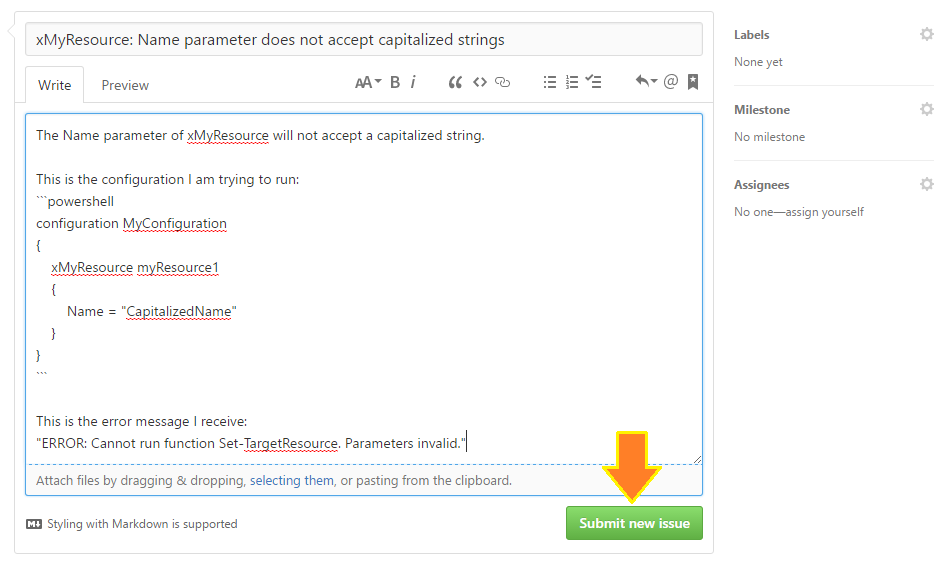 xMyResource: Name parameter does not accept capitalized strings
Write
Preview
AA
B
i
@
The Name parameter of xMyResource will not accept a capitalized string.
This is the configuration I am trying to run:
```powershell
configuration MyConfiguration
{
xMyResource myResource1
{
Name = "CapitalizedName"
}
}
```
This is the error message I receive:
"ERROR: Cannot run function Set-TargetResource. Parameters invalid."
Attach files by dragging & dropping, selecting them, or pasting from the clipboard.
Styling with Markdown is supported
Submit new issue
Labels
None yet
Milestone
No milestone
Assignees
No one—assign yourself